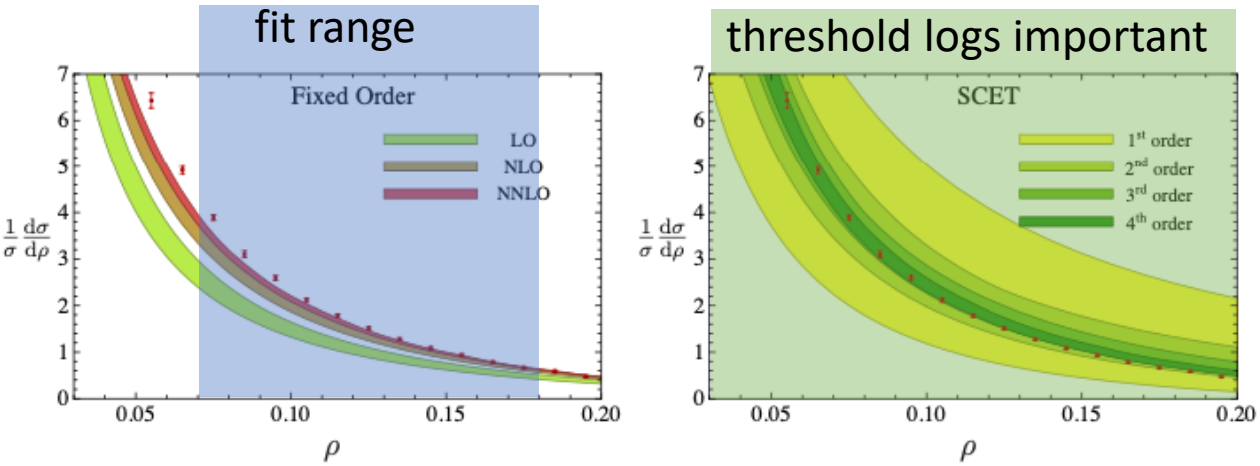 fit range
threshold logs important
7
6
5
4
3
2
1
0
Fixed Order
LO
NLO
NNLO
1/σ dσ/dρ
0.05
0.10
0.15
0.20
ρ
7
6
5
4
3
2
1
0
SCET
1st order
2nd order
3rd order
4th order
1/σ dσ/dρ
0.05
0.10
0.15
0.20
ρ